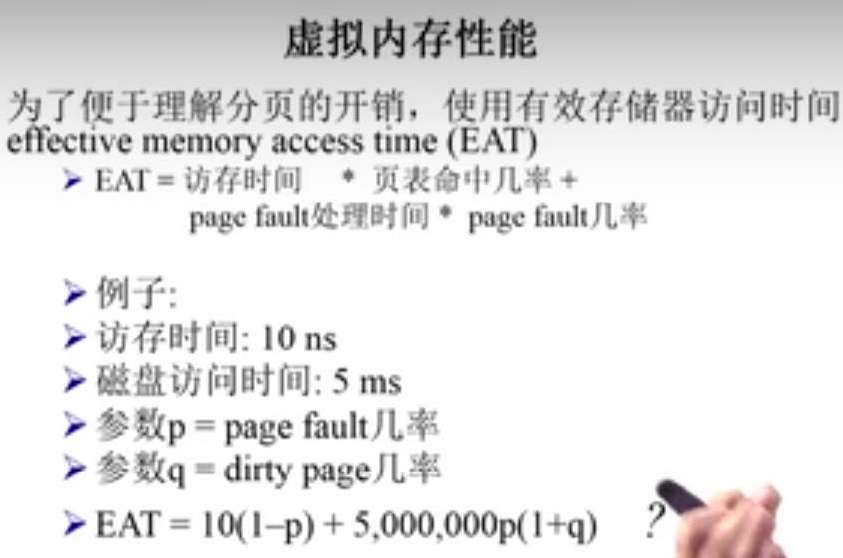 虚拟内存性能
为了便于理解分页的开销，使用有效存储器访问时间
effective memory access time (EAT)
➢ EAT = 访存时间 * 页表命中几率 +
page fault处理时间 * page fault几率
➢ 例子:
➢ 访存时间: 10 ns
➢ 磁盘访问时间: 5 ms
➢ 参数p = page fault几率
➢ 参数q = dirty page几率
➢ EAT = 10(1–p) + 5,000,000p(1+q) ?